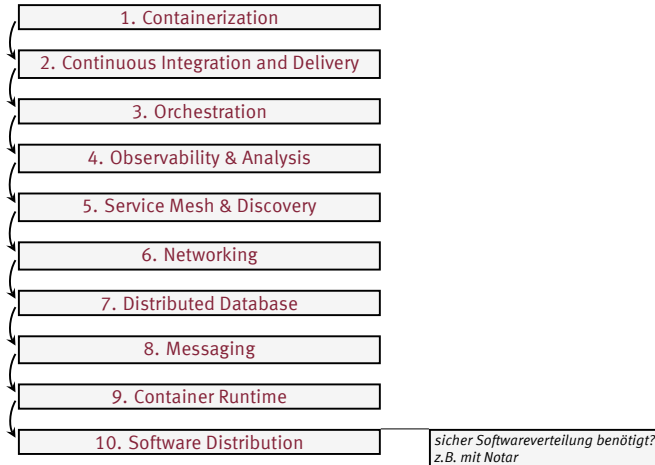 1. Containerization
2. Continuous Integration and Delivery
3. Orchestration
4. Observability & Analysis
5. Service Mesh & Discovery
6. Networking
7. Distributed Database
8. Messaging
9. Container Runtime
10. Software Distribution
sicher Softwareverteilung benötigt?
z.B. mit Notar